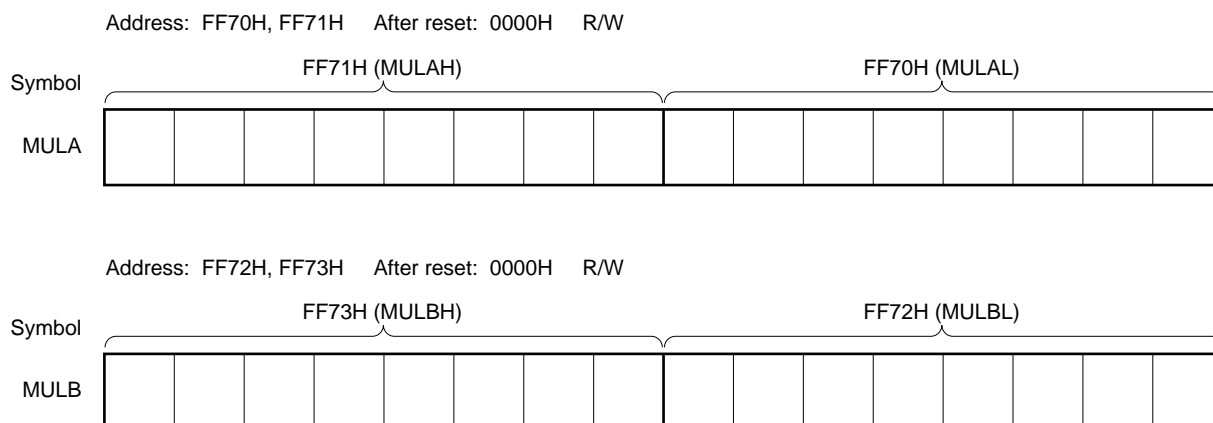 Address: FF70H, FF71H After reset: 0000H R/W
FF71H (MULAH) FF70H (MULAL)
Symbol
MULA
Address: FF72H, FF73H After reset: 0000H R/W
FF73H (MULBH) FF72H (MULBL)
Symbol
MULB